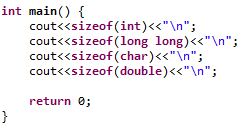 int main() {
    cout<<sizeof(int)<<"\n";
    cout<<sizeof(long long)<<"\n";
    cout<<sizeof(char)<<"\n";
    cout<<sizeof(double)<<"\n";

    return 0;
}